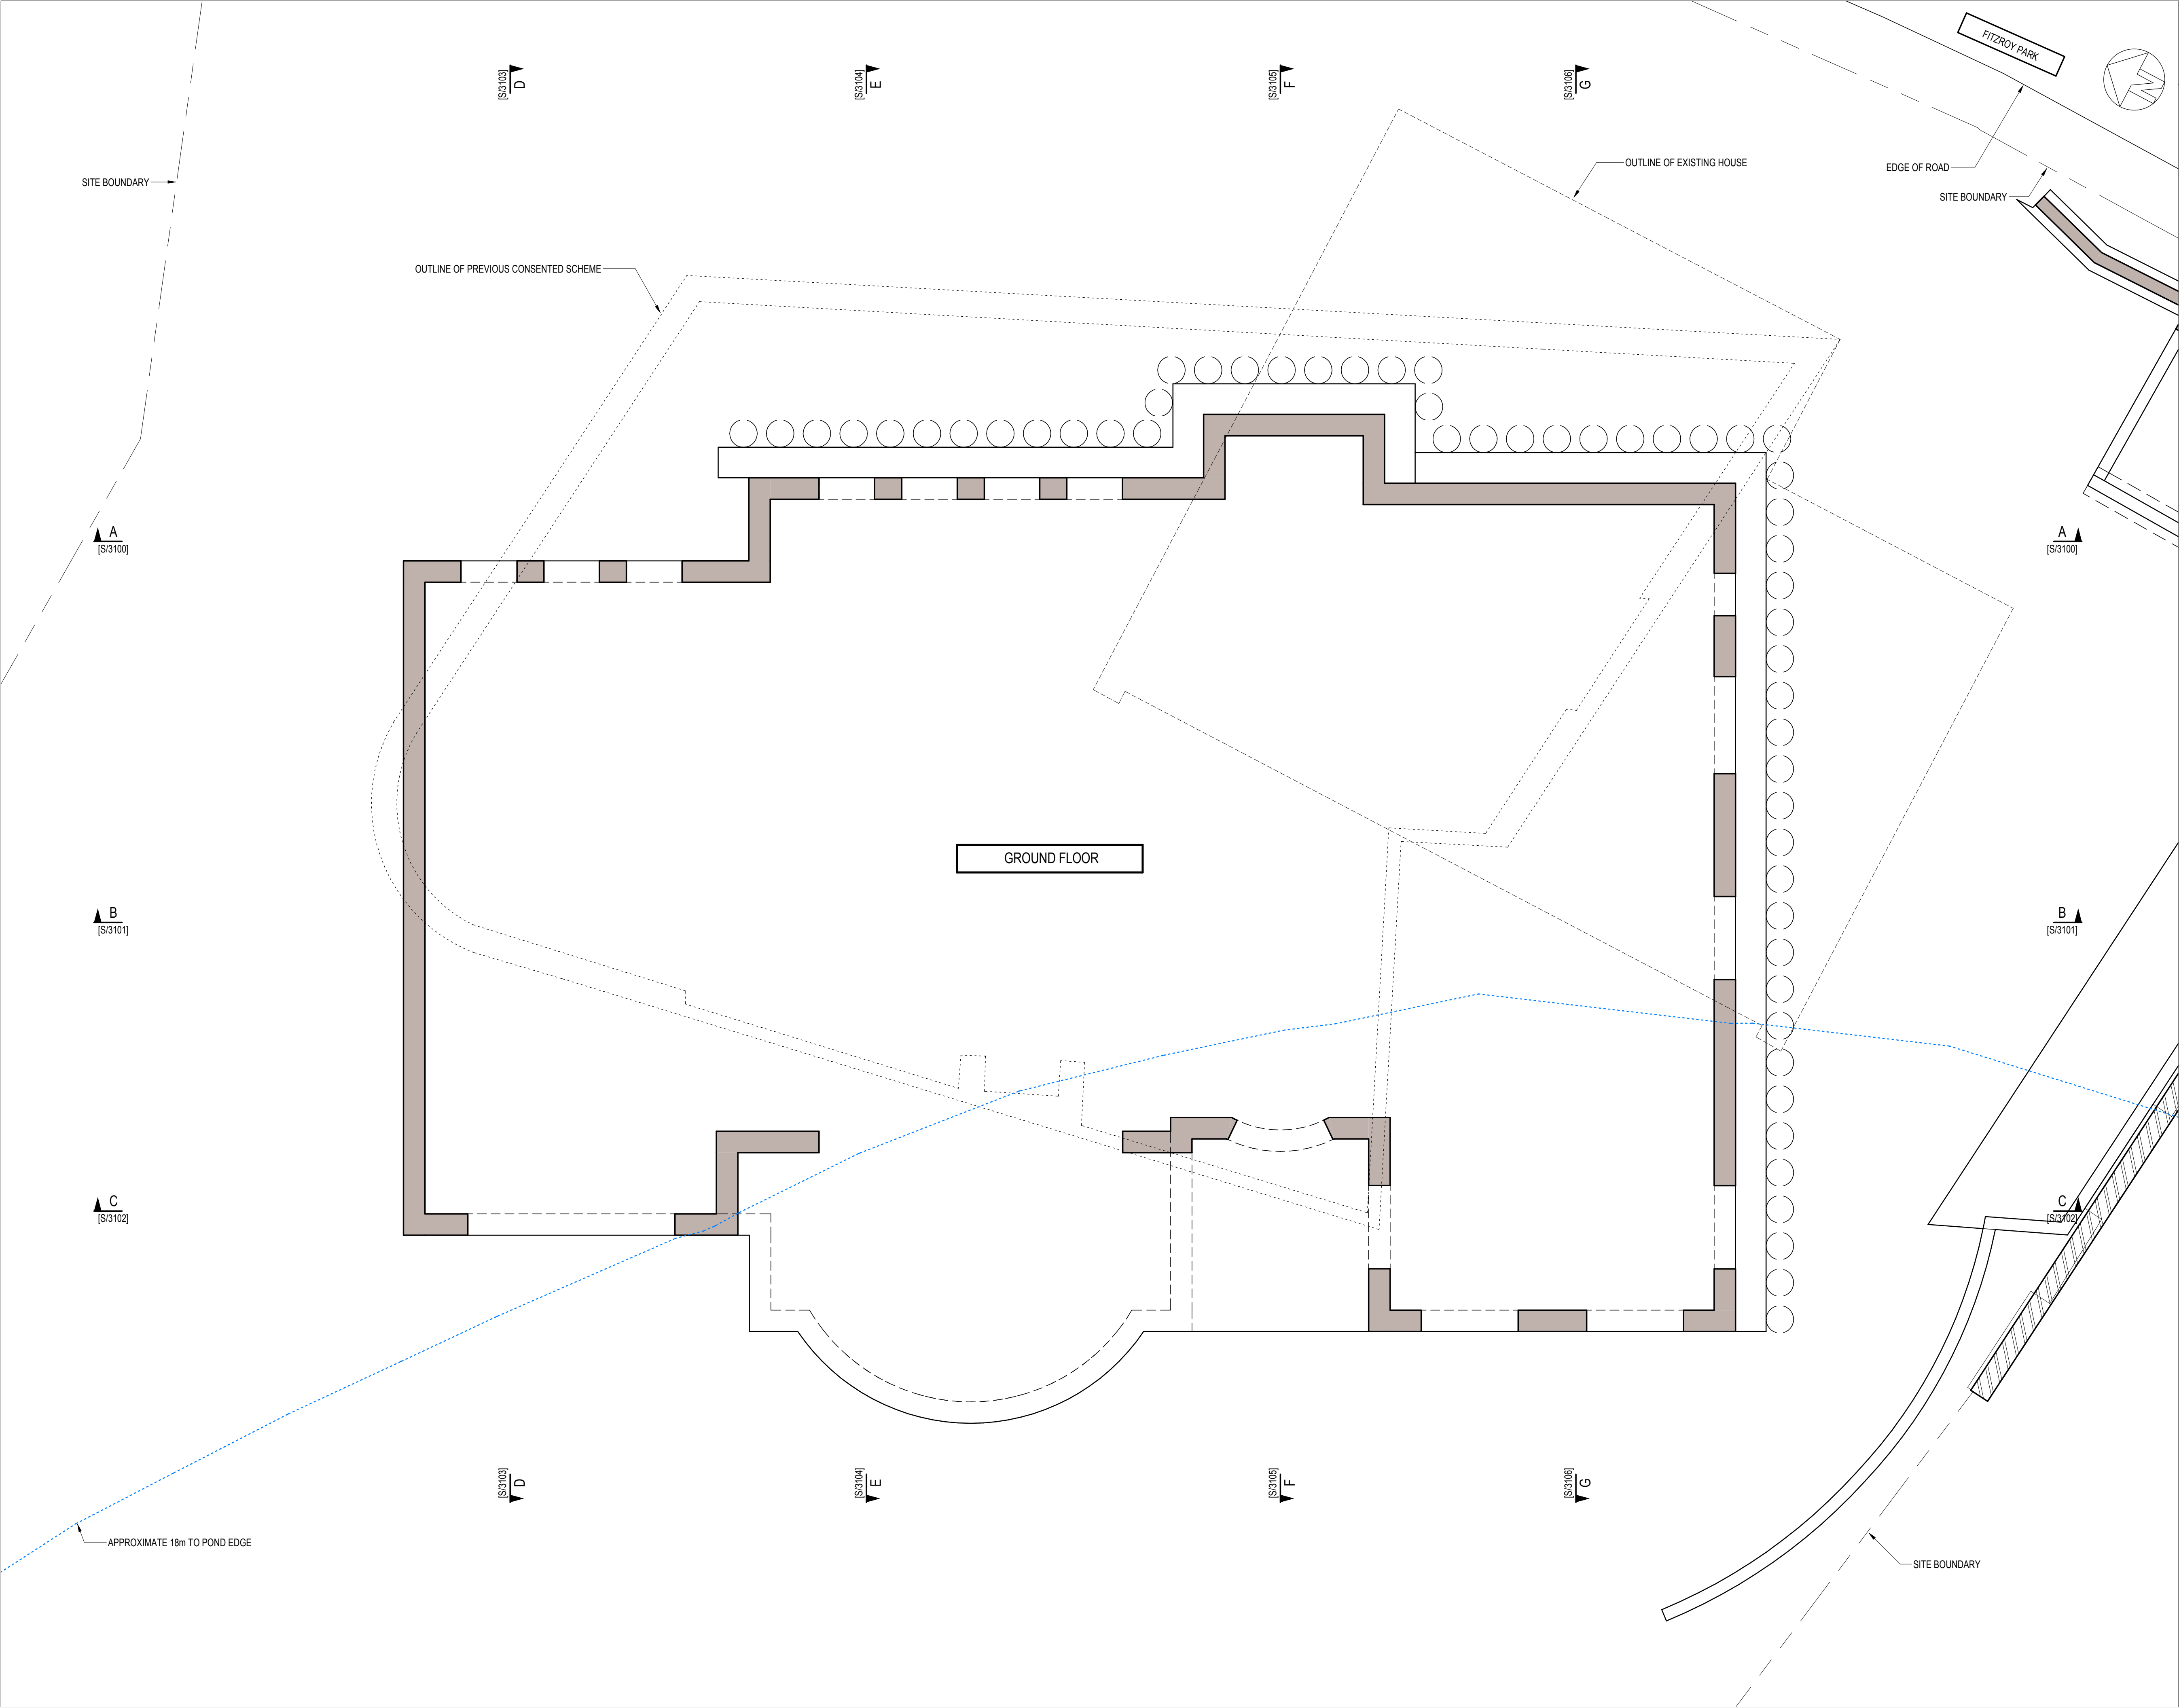 FITZROY PARK
N
[S/3103]
D
[S/3104]
E
[S/3105]
F
[S/3106]
G
OUTLINE OF EXISTING HOUSE
EDGE OF ROAD
SITE BOUNDARY
SITE BOUNDARY
OUTLINE OF PREVIOUS CONSENTED SCHEME
A
[S/3100]
A
[S/3100]
GROUND FLOOR
B
[S/3101]
B
[S/3101]
C
[S/3102]
C
[S/3102]
[S/3103]
D
[S/3104]
E
[S/3105]
F
[S/3106]
G
APPROXIMATE 18m TO POND EDGE
SITE BOUNDARY